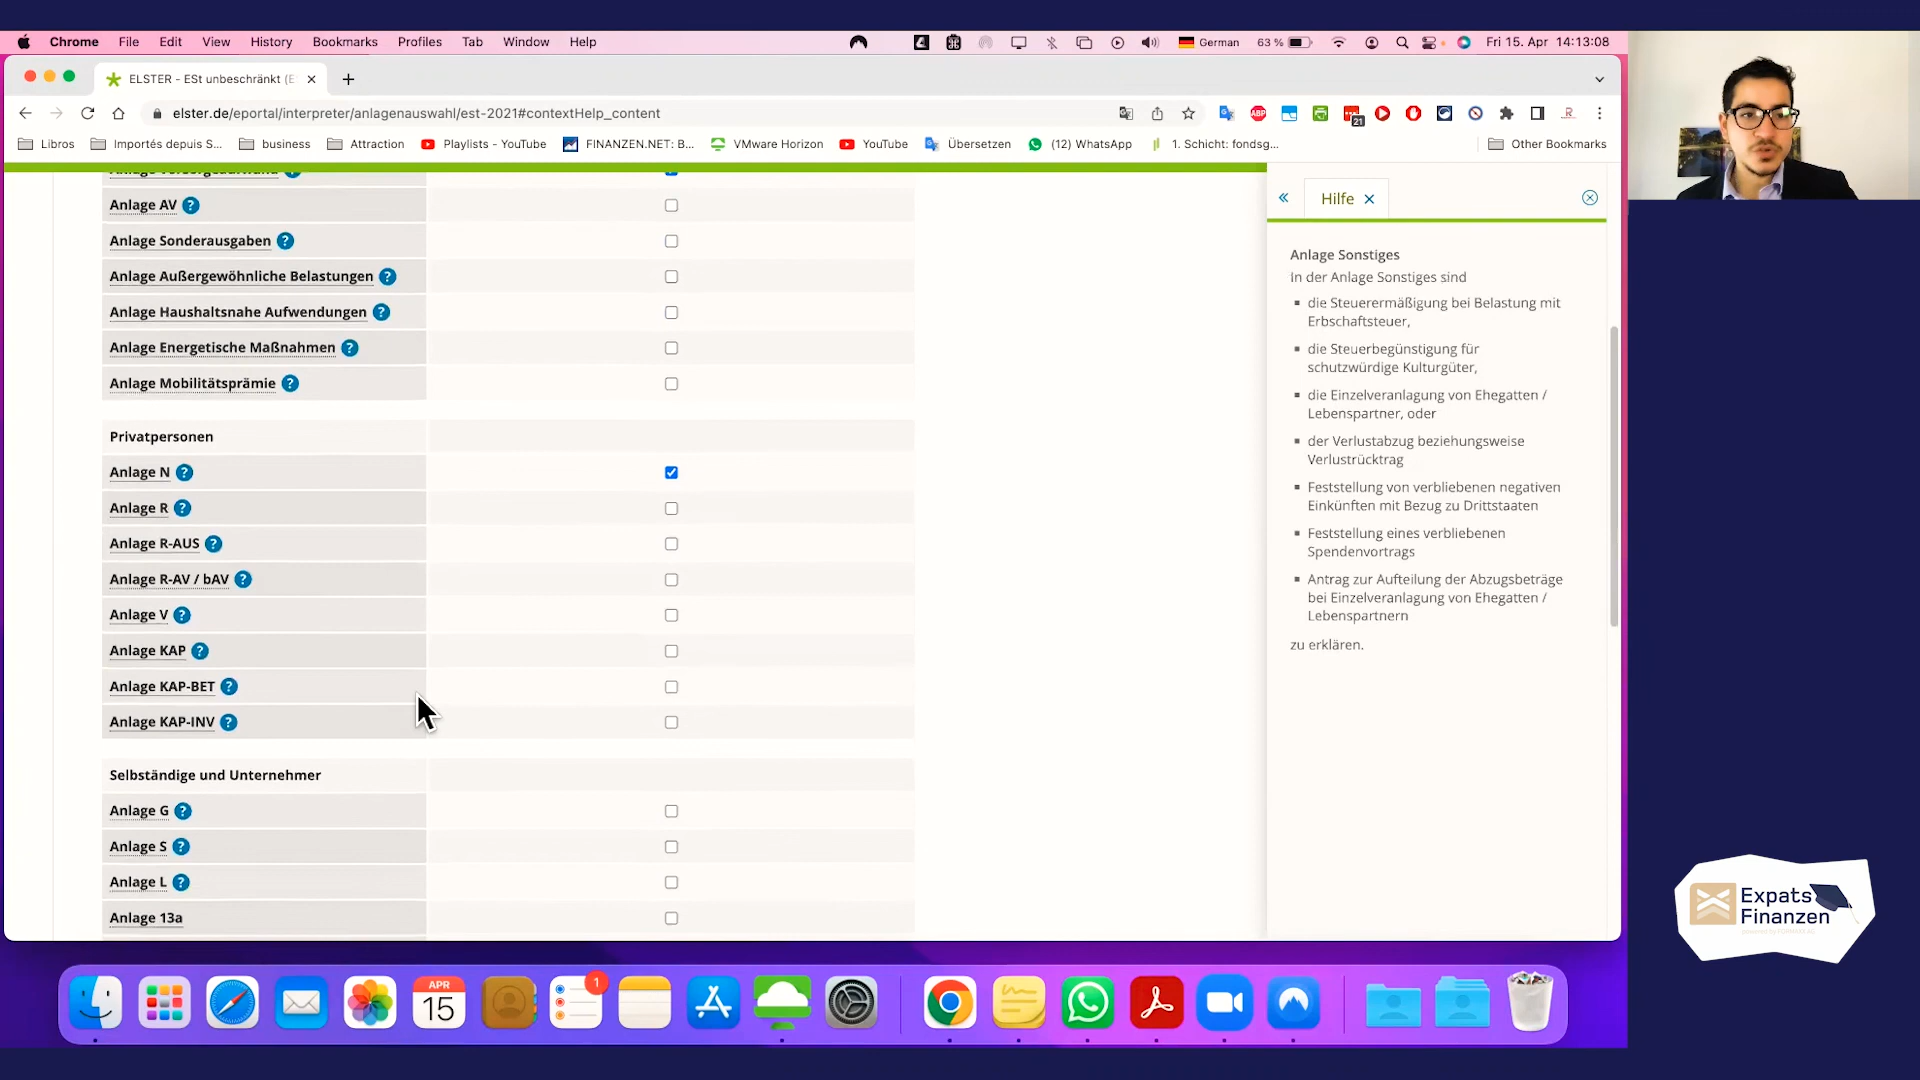 Chrome File Edit View History Bookmarks Profiles Tab Window Help
German 63 % Fri 15. Apr 14:13:08
ELSTER - ESt unbeschränkt (E
elster.de/eportal/interpreter/anlagenauswahl/est-2021#contextHelp_content
21
Libros Importés depuis S... business Attraction Playlists - YouTube FINANZEN.NET: B... VMware Horizon YouTube Übersetzen (12) WhatsApp 1. Schicht: fondsg... Other Bookmarks
Anlage AV ?
Anlage Sonderausgaben ?
Anlage Außergewöhnliche Belastungen ?
Anlage Haushaltsnahe Aufwendungen ?
Anlage Energetische Maßnahmen ?
Anlage Mobilitätsprämie ?
Privatpersonen
Anlage N ?
Anlage R ?
Anlage R-AUS ?
Anlage R-AV / bAV ?
Anlage V ?
Anlage KAP ?
Anlage KAP-BET ?
Anlage KAP-INV ?
Selbständige und Unternehmer
Anlage G ?
Anlage S ?
Anlage L ?
Anlage 13a
Hilfe
Anlage Sonstiges
In der Anlage Sonstiges sind
die Steuerermäßigung bei Belastung mit
Erbschaftsteuer,
die Steuerbegünstigung für
schutzwürdige Kulturgüter,
die Einzelveranlagung von Ehegatten /
Lebenspartner, oder
der Verlustabzug beziehungsweise
Verlustrücktrag
Feststellung von verbliebenen negativen
Einkünften mit Bezug zu Drittstaaten
Feststellung eines verbliebenen
Spendenvortrags
Antrag zur Aufteilung der Abzugsbeträge
bei Einzelveranlagung von Ehegatten /
Lebenspartnern
zu erklären.
Expats
Finanzen
APR
15
1